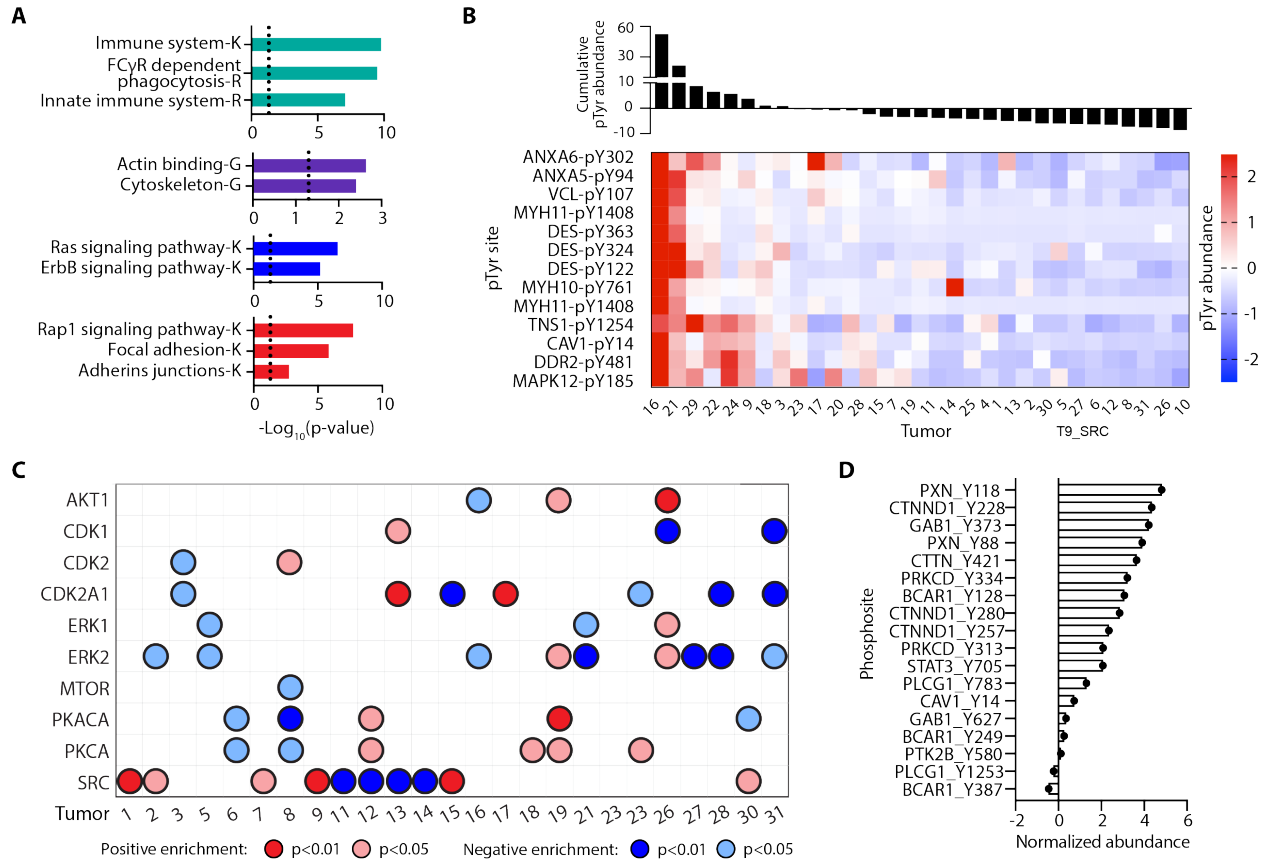 A
Immune system-K
FCyR dependent
phagocytosis-R
Innate immune system-R
0 5 10
Actin binding-G
Cytoskeleton-G
0 1 2 3
Ras signaling pathway-K
ErbB signaling pathway-K
0 5 10
Rap1 signaling pathway-K
Focal adhesion-K
Adherins junctions-K
0 5 10
-Log10(p-value)
B
Cumulative
pTyr abundance
60
30
10
0
-10
pTyr site
ANXA6-pY302
ANXA5-pY94
VCL-pY107
MYH11-pY1408
DES-pY363
DES-pY324
DES-pY122
MYH10-pY761
MYH11-pY1408
TNS1-pY1254
CAV1-pY14
DDR2-pY481
MAPK12-pY185
16 21 29 22 24 9 18 3 23 17 20 28 15 7 19 11 14 25 4 13 2 30 5 27 6 12 8 31 26 10
Tumor
T9_SRC
2
1
0
-1
-2
pTyr abundance
C
AKT1
CDK1
CDK2
CDK2A1
ERK1
ERK2
MTOR
PKACA
PKCA
SRC
Tumor 1 2 3 5 6 8 9 11 12 13 14 15 16 17 18 19 21 23 23 26 27 28 30 31
Positive enrichment: p<0.01 p<0.05 Negative enrichment: p<0.01 p<0.05
D
Phosphosite
PXN_Y118
CTNND1_Y228
GAB1_Y373
PXN_Y88
CTTN_Y421
PRKCD_Y334
BCAR1_Y128
CTNND1_Y280
CTNND1_Y257
PRKCD_Y313
STAT3_Y705
PLCG1_Y783
CAV1_Y14
GAB1_Y627
BCAR1_Y249
PTK2B_Y580
PLCG1_Y1253
BCAR1_Y387
-2 0 2 4 6
Normalized abundance